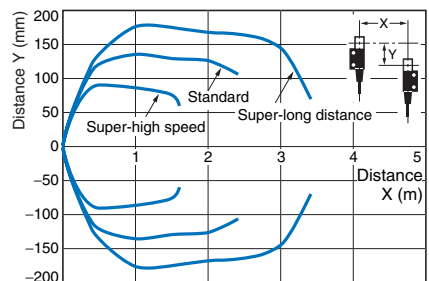 Distance Y (mm)
200
150
100
50
0
−50
−100
−150
−200
Standard
Super-high speed
Super-long distance
X
Y
1
2
3
4
5
Distance
X (m)